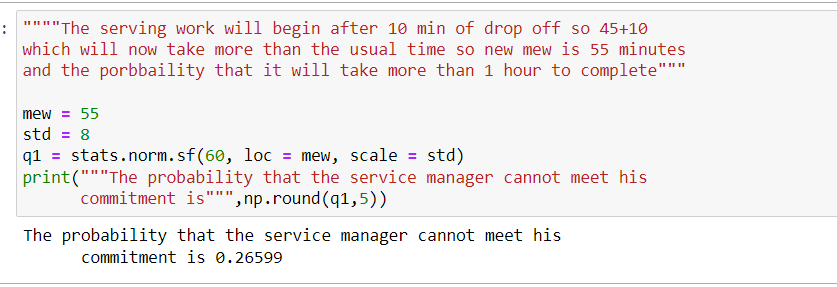 : """"The serving work will begin after 10 min of drop off so 45+10
which will now take more than the usual time so new mew is 55 minutes
and the porbbaility that it will take more than 1 hour to complete"""
mew = 55
std = 8
q1 = stats.norm.sf(60, loc = mew, scale = std)
print("""The probability that the service manager cannot meet his
commitment is""",np.round(q1,5))
The probability that the service manager cannot meet his
commitment is 0.26599